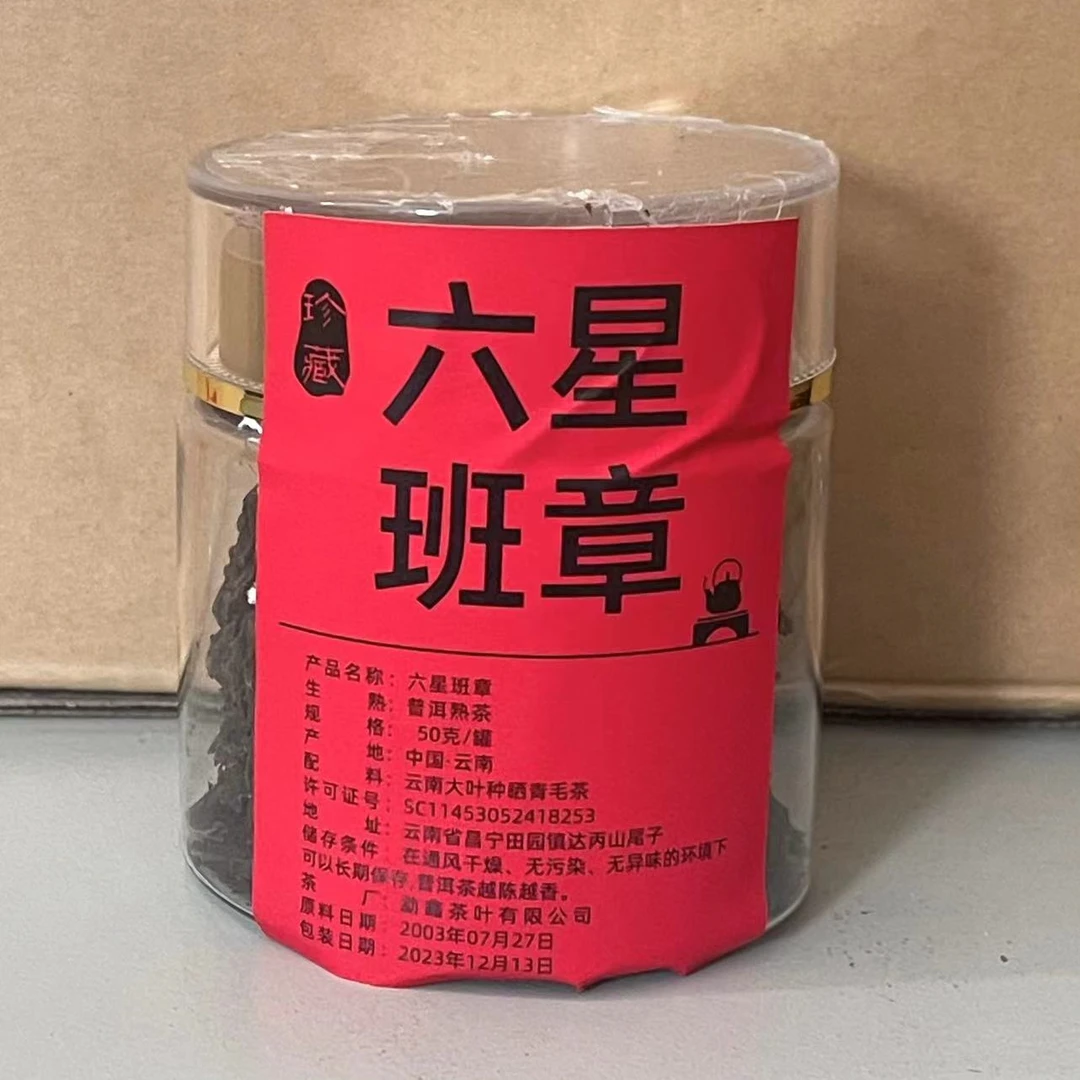 珍藏
六星
班章
产品名称：六星班章
生熟：普洱熟茶
规格：50克/罐
产地：中国·云南
配料：云南大叶种晒青毛茶
许可证号：SC11453052418253
地址：云南省昌宁田园镇达丙山尾子
储存条件：在通风干燥、无污染、无异味的环境下
可以长期保存,普洱茶越陈越香。
茶厂：勐鑫茶叶有限公司
原料日期：2003年07月27日
包装日期：2023年12月13日